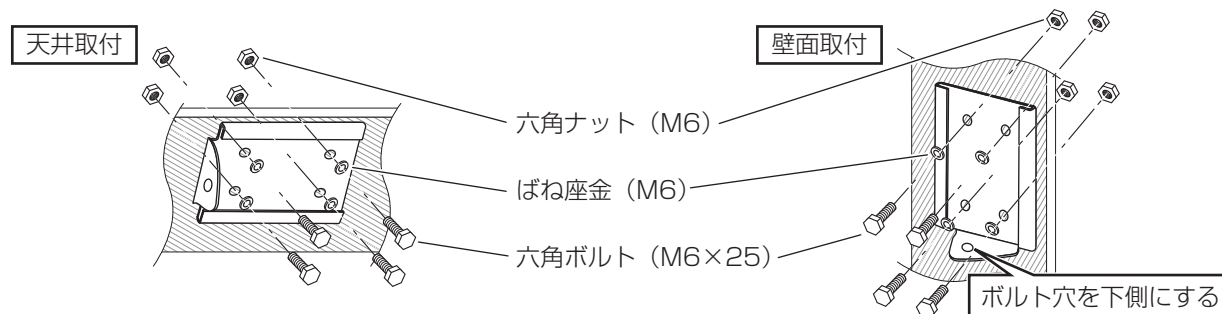 天井取付
壁面取付
六角ナット（M6）
ばね座金（M6）
六角ボルト（M6×25）
ボルト穴を下側にする